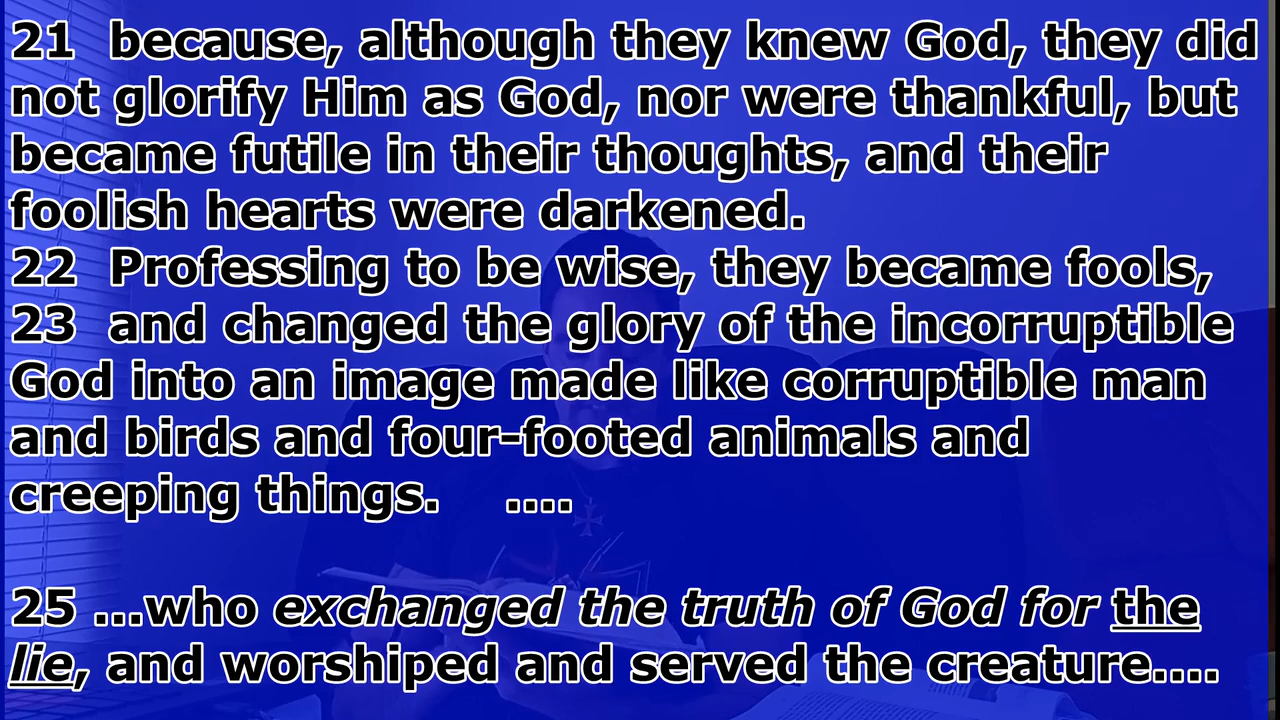 21  because, although they knew God, they did
not glorify Him as God, nor were thankful, but
became futile in their thoughts, and their
foolish hearts were darkened.
22  Professing to be wise, they became fools,
23  and changed the glory of the incorruptible
God into an image made like corruptible man
and birds and four-footed animals and
creeping things.    ....
25 ...who exchanged the truth of God for the
lie, and worshiped and served the creature....